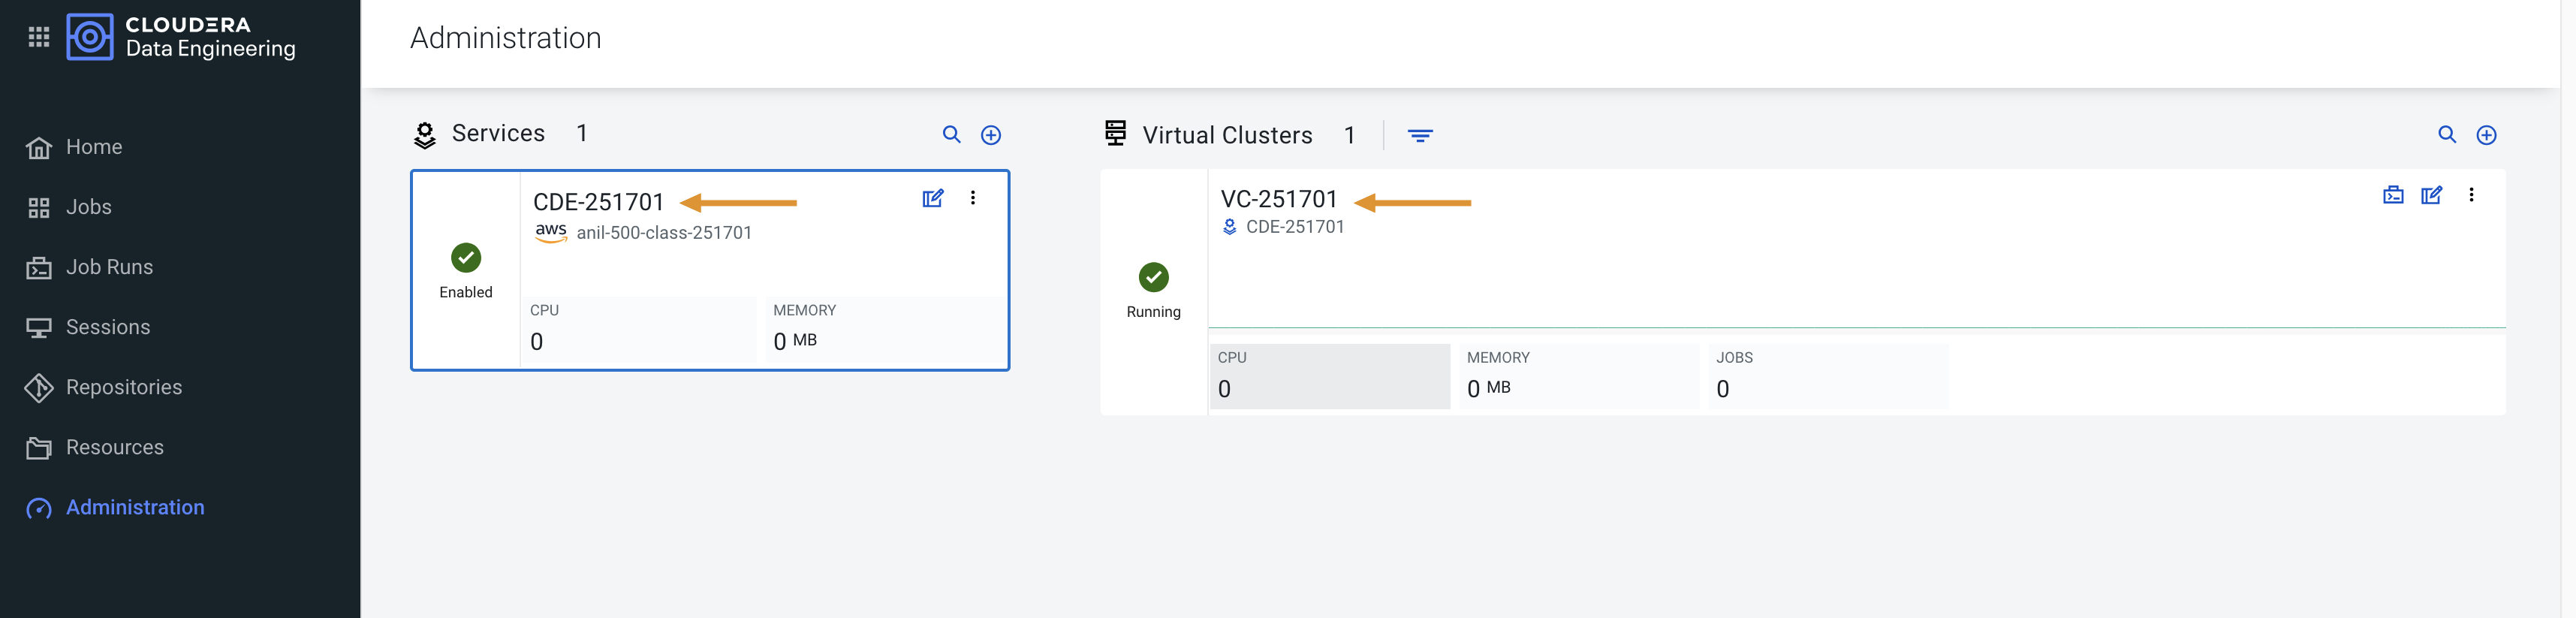 CLOUDERA
Data Engineering
Home
Jobs
Job Runs
Sessions
Repositories
Resources
Administration
Administration
Services 1
CDE-251701
aws anil-500-class-251701
Enabled
CPU
0
MEMORY
0 MB
Virtual Clusters 1
VC-251701
CDE-251701
Running
CPU
0
MEMORY
0 MB
JOBS
0